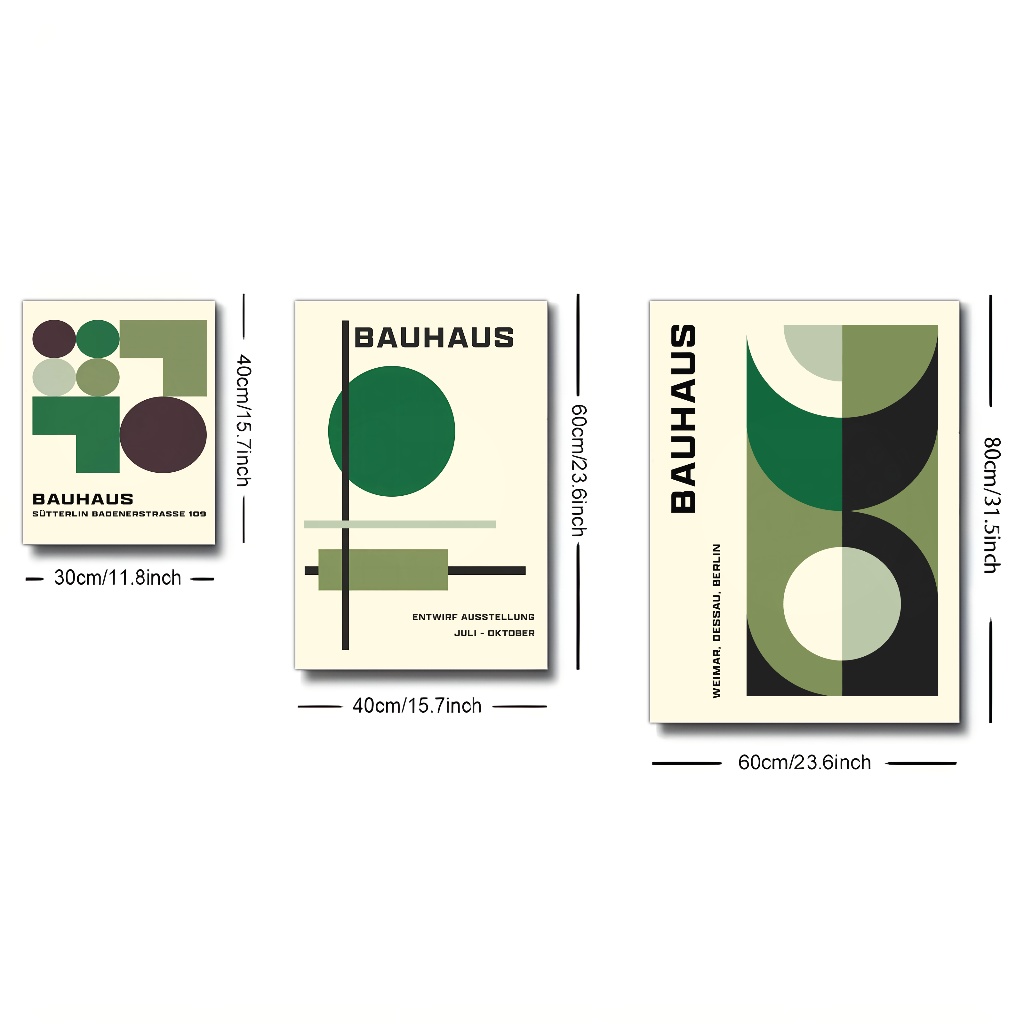 BAUHAUS
SÜTTERLIN BADENERSTRASSE 109
40cm/15.7inch
30cm/11.8inch
BAUHAUS
ENTWIRF AUSSTELLUNG
JULI - OKTOBER
60cm/23.6inch
40cm/15.7inch
BAUHAUS
WEIMAR, DESSAU, BERLIN
80cm/31.5inch
60cm/23.6inch